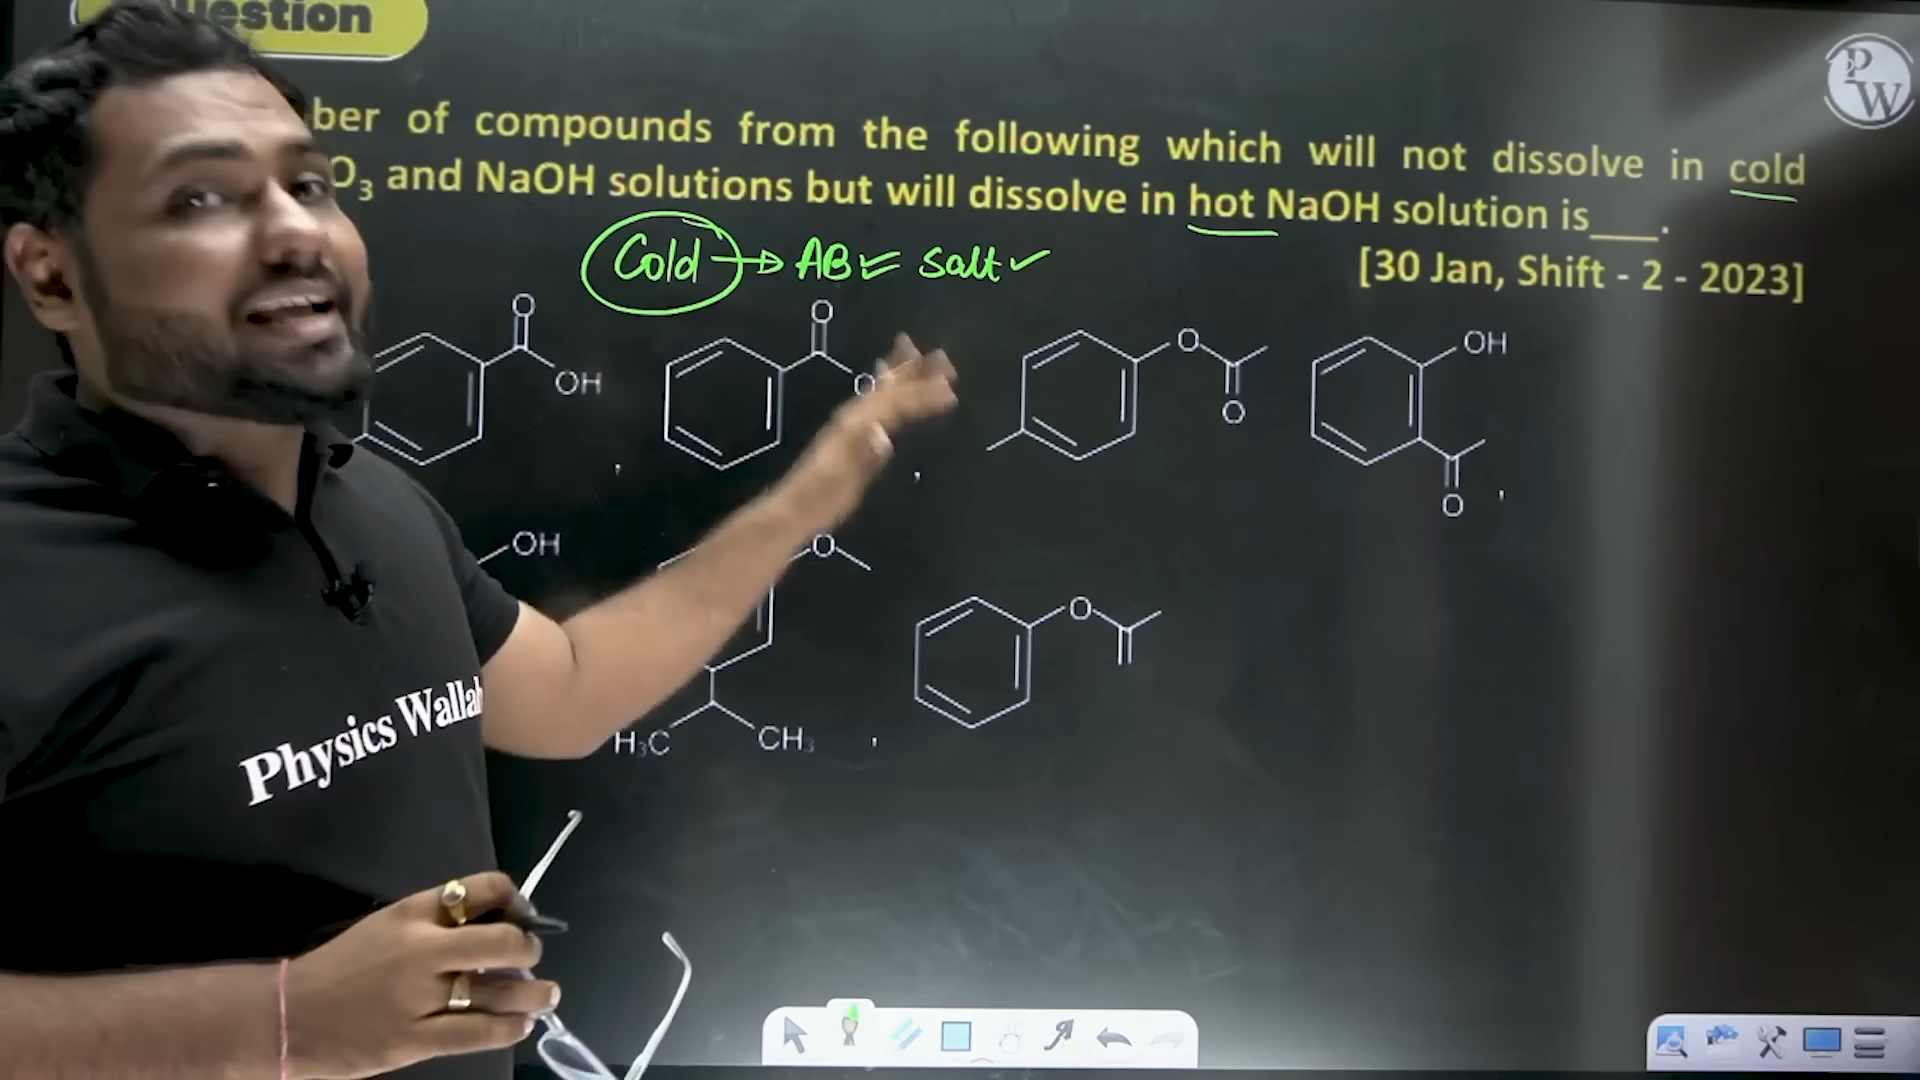 uestion
ber of compounds from the following which will not dissolve in cold
O3 and NaOH solutions but will dissolve in hot NaOH solution is___.
Cold → AB ✓ Salt ✓
[30 Jan, Shift - 2 - 2023]
PW
O
OH
,
O
O
,
O
O
OH
O
,
OH
O
H3C
CH3
,
O
Physics Wallah